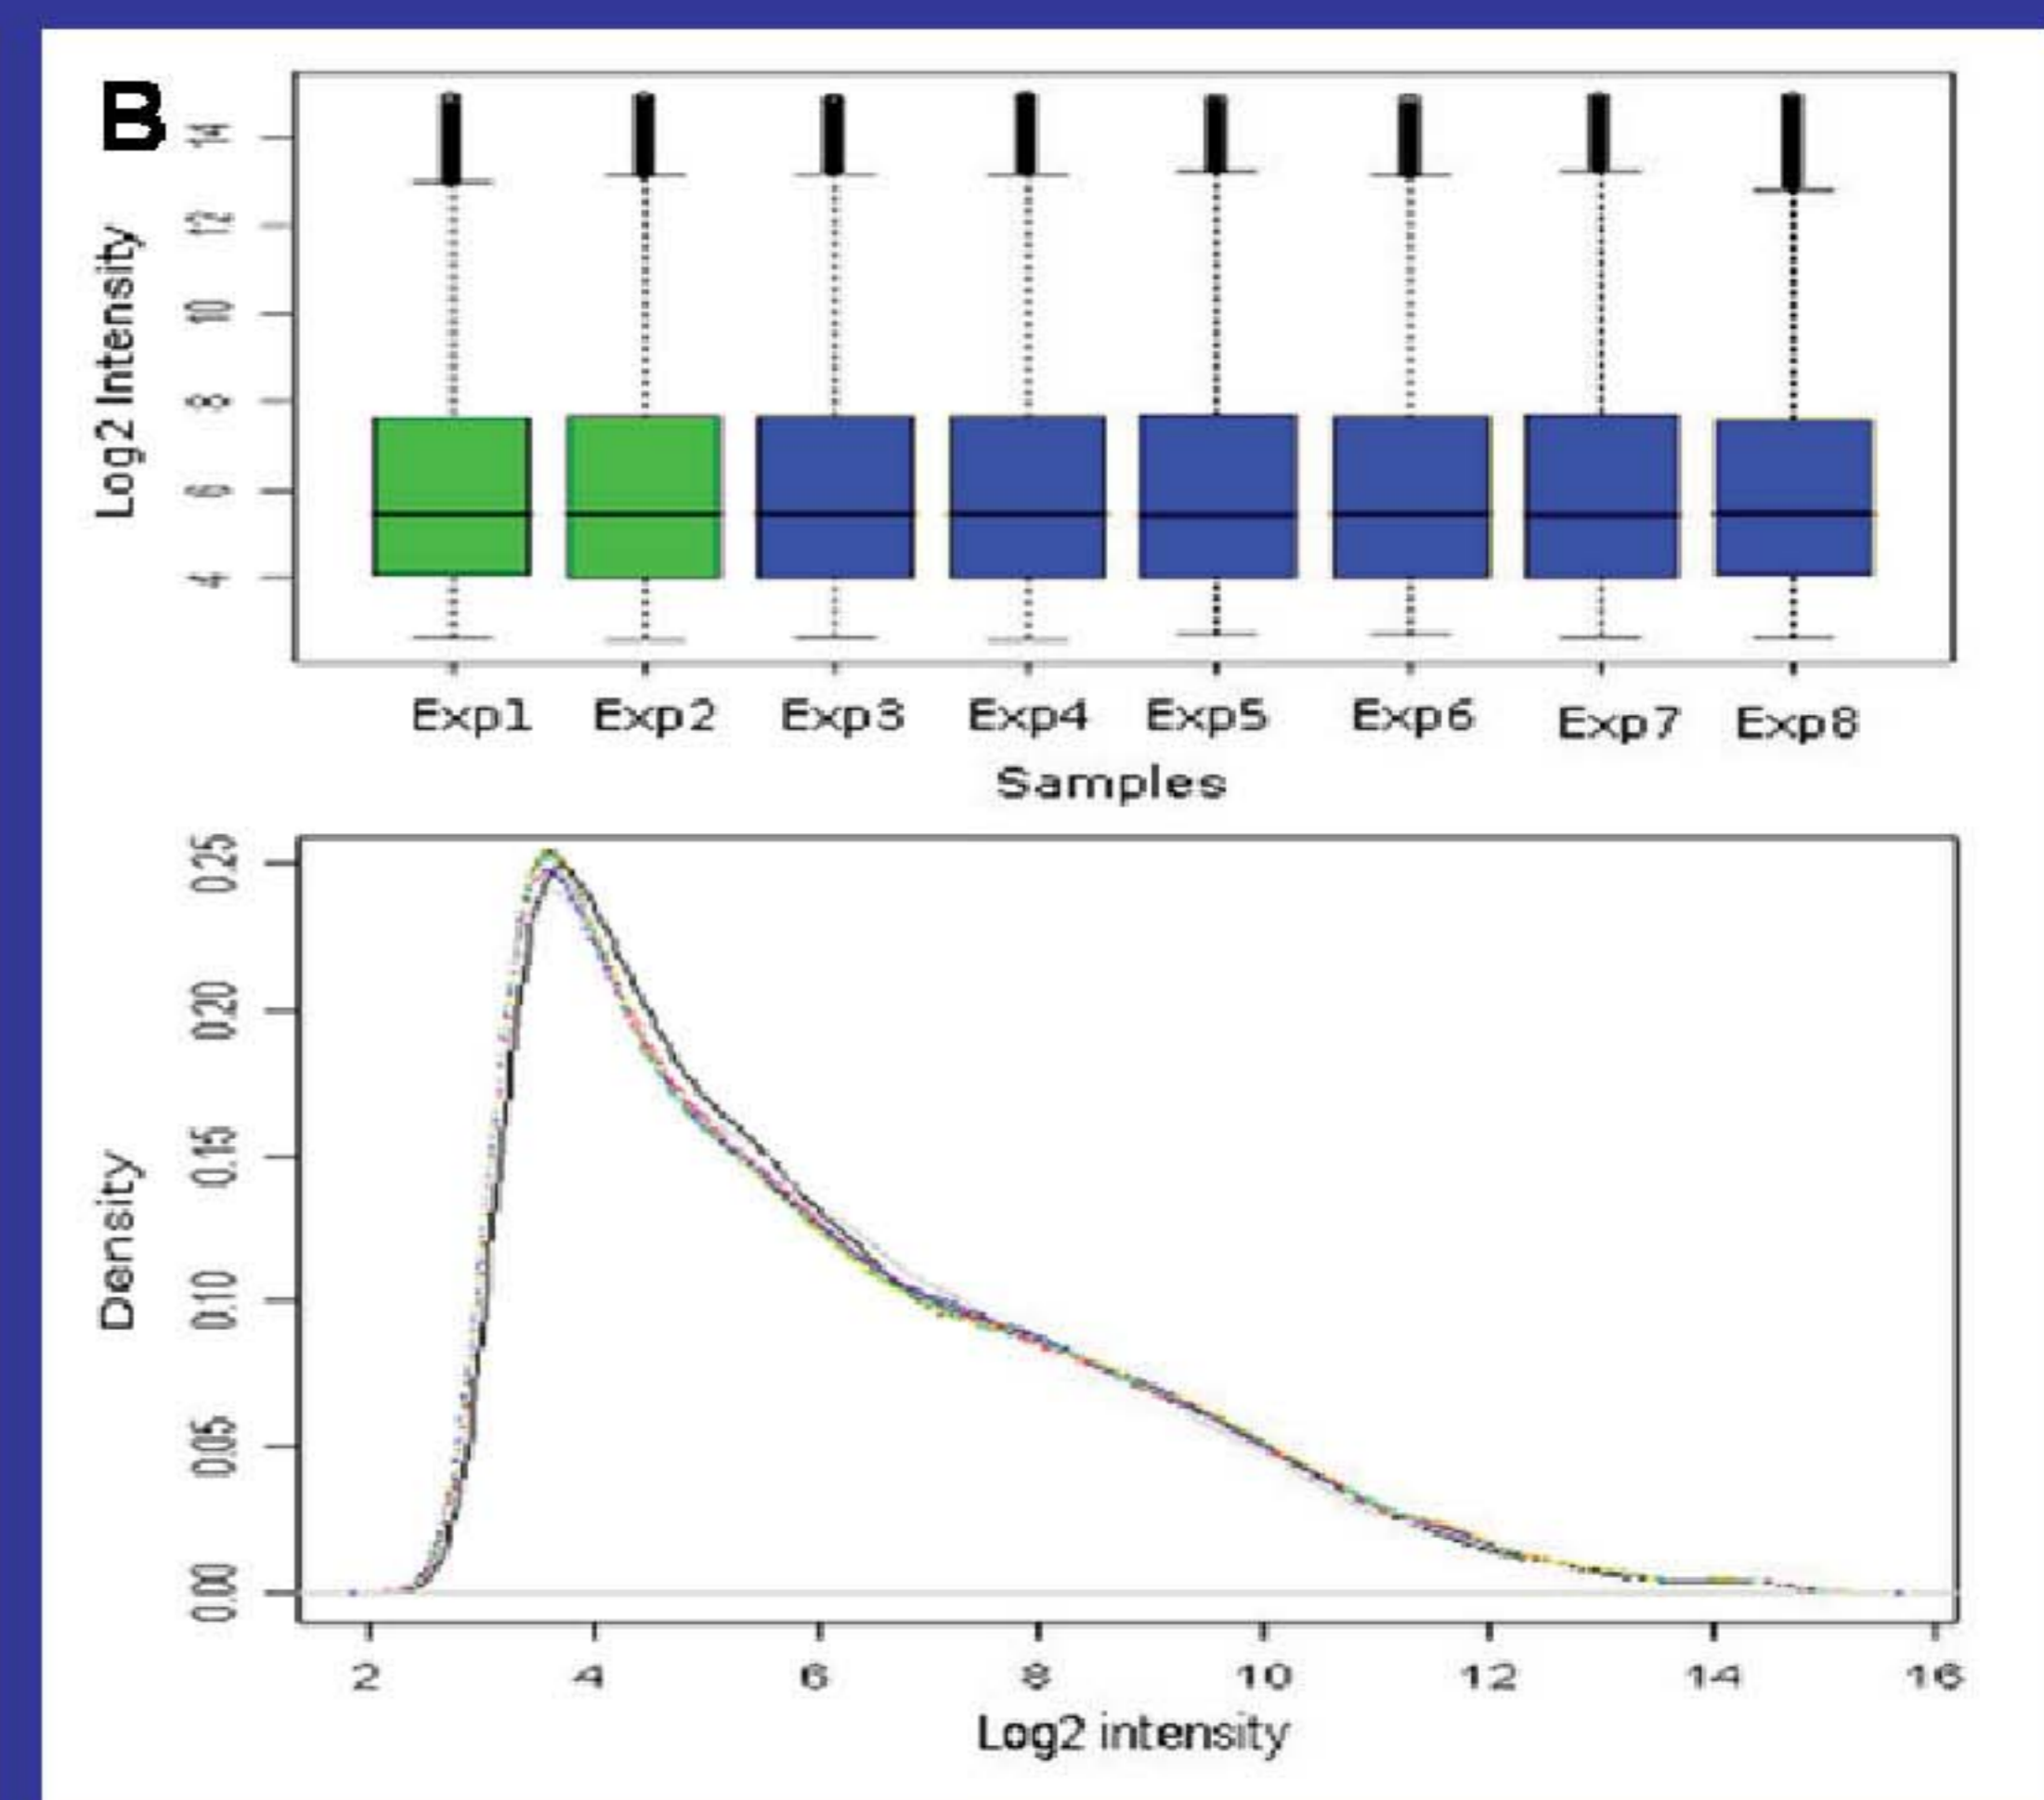 B
Log2 Intensity
14
12
10
8
6
4
Exp1 Exp2 Exp3 Exp4 Exp5 Exp6 Exp7 Exp8
Samples
Density
0.25
0.20
0.15
0.10
0.05
0.00
2 4 6 8 10 12 14 16
Log2 intensity